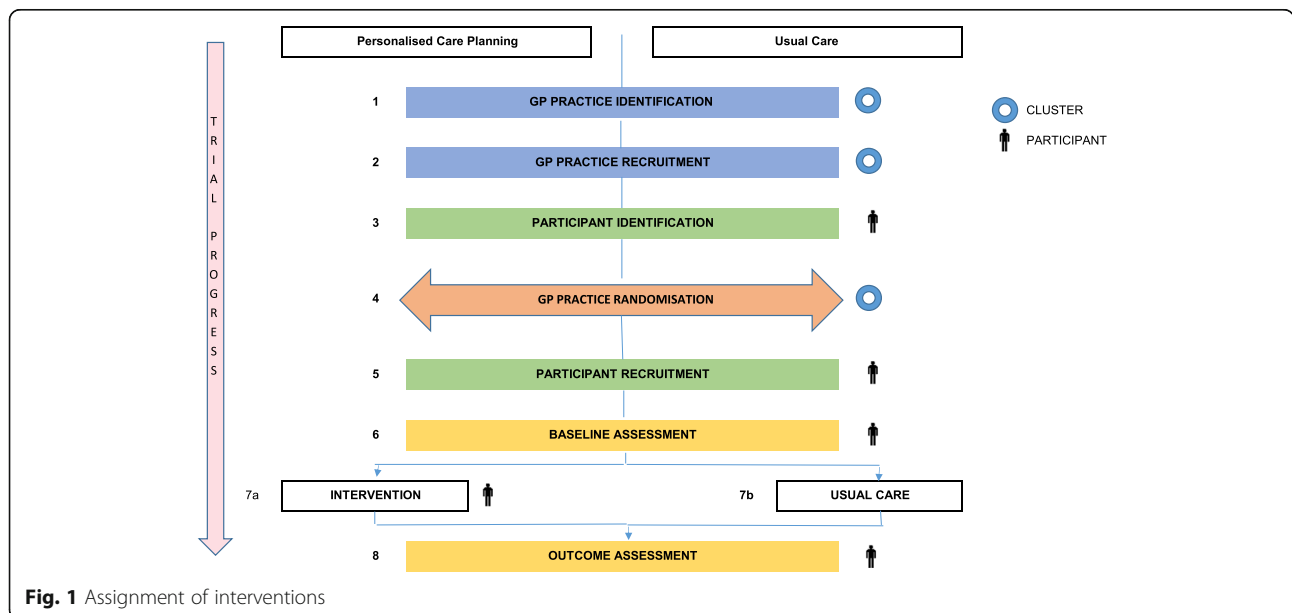 Personalised Care Planning
Usual Care
1 GP PRACTICE IDENTIFICATION
CLUSTER
2 GP PRACTICE RECRUITMENT
PARTICIPANT
TRIAL PROGRESS
3 PARTICIPANT IDENTIFICATION
4 GP PRACTICE RANDOMISATION
5 PARTICIPANT RECRUITMENT
6 BASELINE ASSESSMENT
7a INTERVENTION
7b USUAL CARE
8 OUTCOME ASSESSMENT
Fig. 1 Assignment of interventions